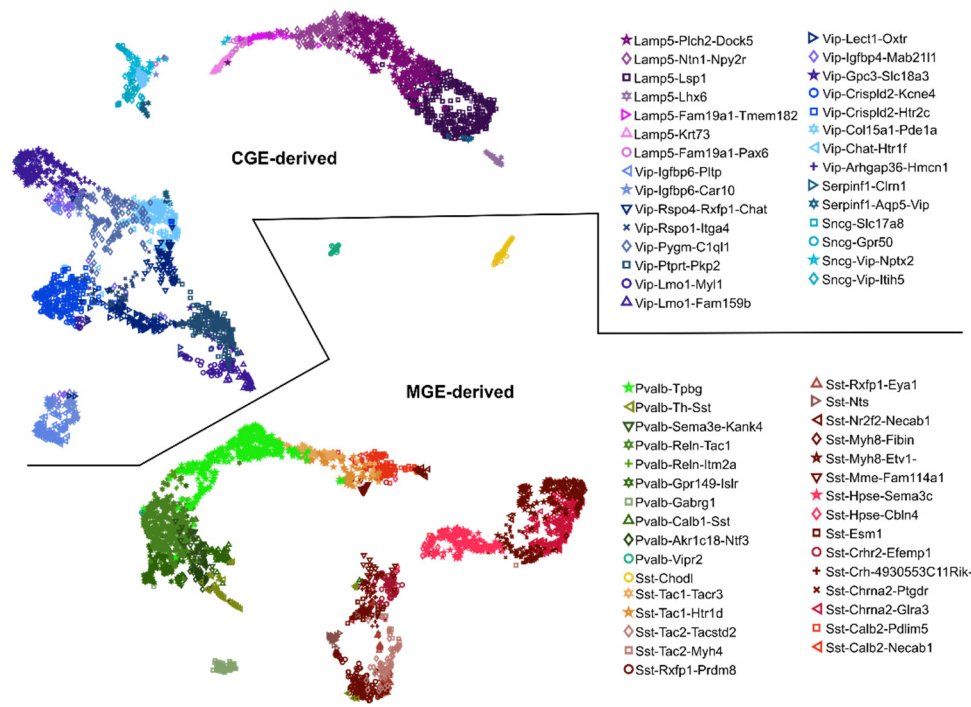 Lamp5-Plch2-Dock5
Lamp5-Ntn1-Npy2r
Lamp5-Lsp1
Lamp5-Lhx6
Lamp5-Fam19a1-Tmem182
Lamp5-Krt73
Lamp5-Fam19a1-Pax6
Vip-Igfbp6-Pltp
Vip-Igfbp6-Car10
Vip-Rspo4-Rxfp1-Chat
Vip-Rspo1-Itga4
Vip-Pygm-C1ql1
Vip-Ptprt-Pkp2
Vip-Lmo1-Myl1
Vip-Lmo1-Fam159b
Vip-Lect1-Oxtr
Vip-Igfbp4-Mab21l1
Vip-Gpc3-Slc18a3
Vip-Crispld2-Kcne4
Vip-Crispld2-Htr2c
Vip-Col15a1-Pde1a
Vip-Chat-Htr1f
Vip-Arhgap36-Hmcn1
Serpinf1-Clrn1
Serpinf1-Aqp5-Vip
Sncg-Slc17a8
Sncg-Gpr50
Sncg-Vip-Nptx2
Sncg-Vip-Itih5
CGE-derived
MGE-derived
Pvalb-Tpbg
Pvalb-Th-Sst
Pvalb-Sema3e-Kank4
Pvalb-Reln-Tac1
Pvalb-Reln-Itm2a
Pvalb-Gpr149-Islr
Pvalb-Gabrg1
Pvalb-Calb1-Sst
Pvalb-Akr1c18-Ntf3
Pvalb-Vipr2
Sst-Chodl
Sst-Tac1-Tacr3
Sst-Tac1-Htr1d
Sst-Tac2-Tacstd2
Sst-Tac2-Myh4
Sst-Rxfp1-Prdm8
Sst-Rxfp1-Eya1
Sst-Nts
Sst-Nr2f2-Necab1
Sst-Myh8-Fibin
Sst-Myh8-Etv1-
Sst-Mme-Fam114a1
Sst-Hpse-Sema3c
Sst-Hpse-Cbln4
Sst-Esm1
Sst-Crhr2-Efemp1
Sst-Crh-4930553C11Rik-
Sst-Chrna2-Ptgdr
Sst-Chrna2-Glra3
Sst-Calb2-Pdlim5
Sst-Calb2-Necab1